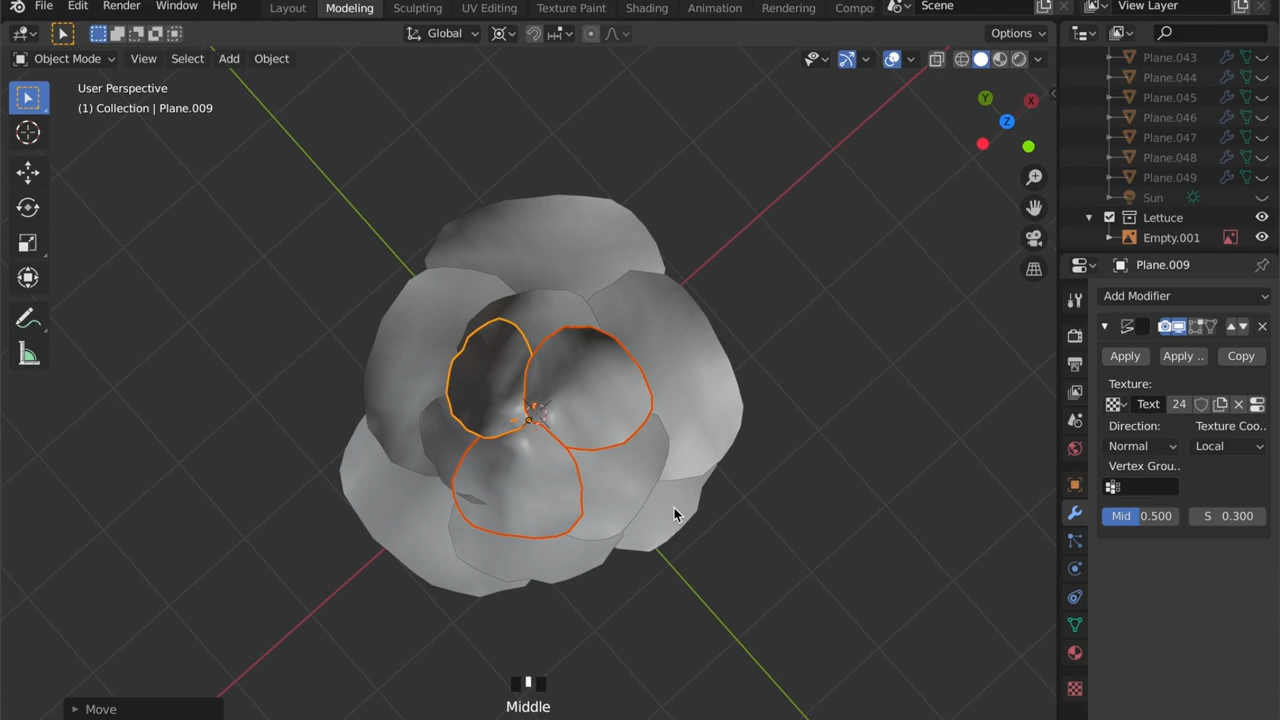 File Edit Render Window Help Layout Modeling Sculpting UV Editing Texture Paint Shading Animation Rendering Compo Scene View Layer
Global Options
Object Mode View Select Add Object
User Perspective
(1) Collection | Plane.009
Y X Z
Plane.043
Plane.044
Plane.045
Plane.046
Plane.047
Plane.048
Plane.049
Sun
Lettuce
Empty.001
Plane.009
Add Modifier
Apply Apply .. Copy
Texture:
Text 24
Direction: Texture Coo..
Normal Local
Vertex Grou..
Mid 0.500 S 0.300
Middle
Move